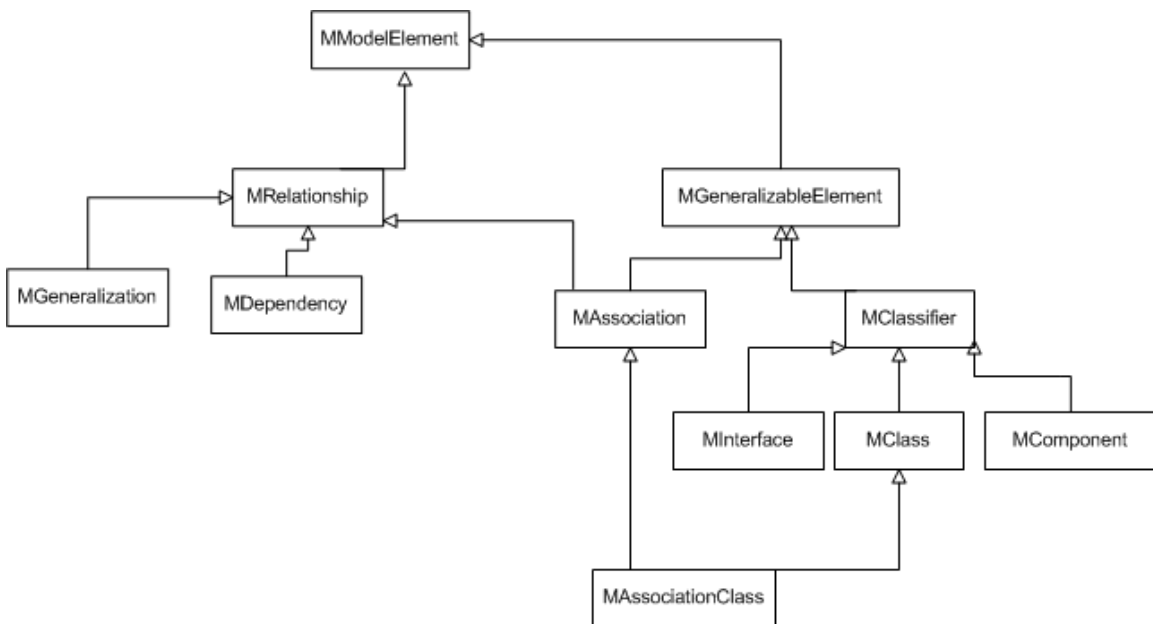 MModelElement
MRelationship
MGeneralizableElement
MGeneralization
MDependency
MAssociation
MClassifier
MInterface
MClass
MComponent
MAssociationClass